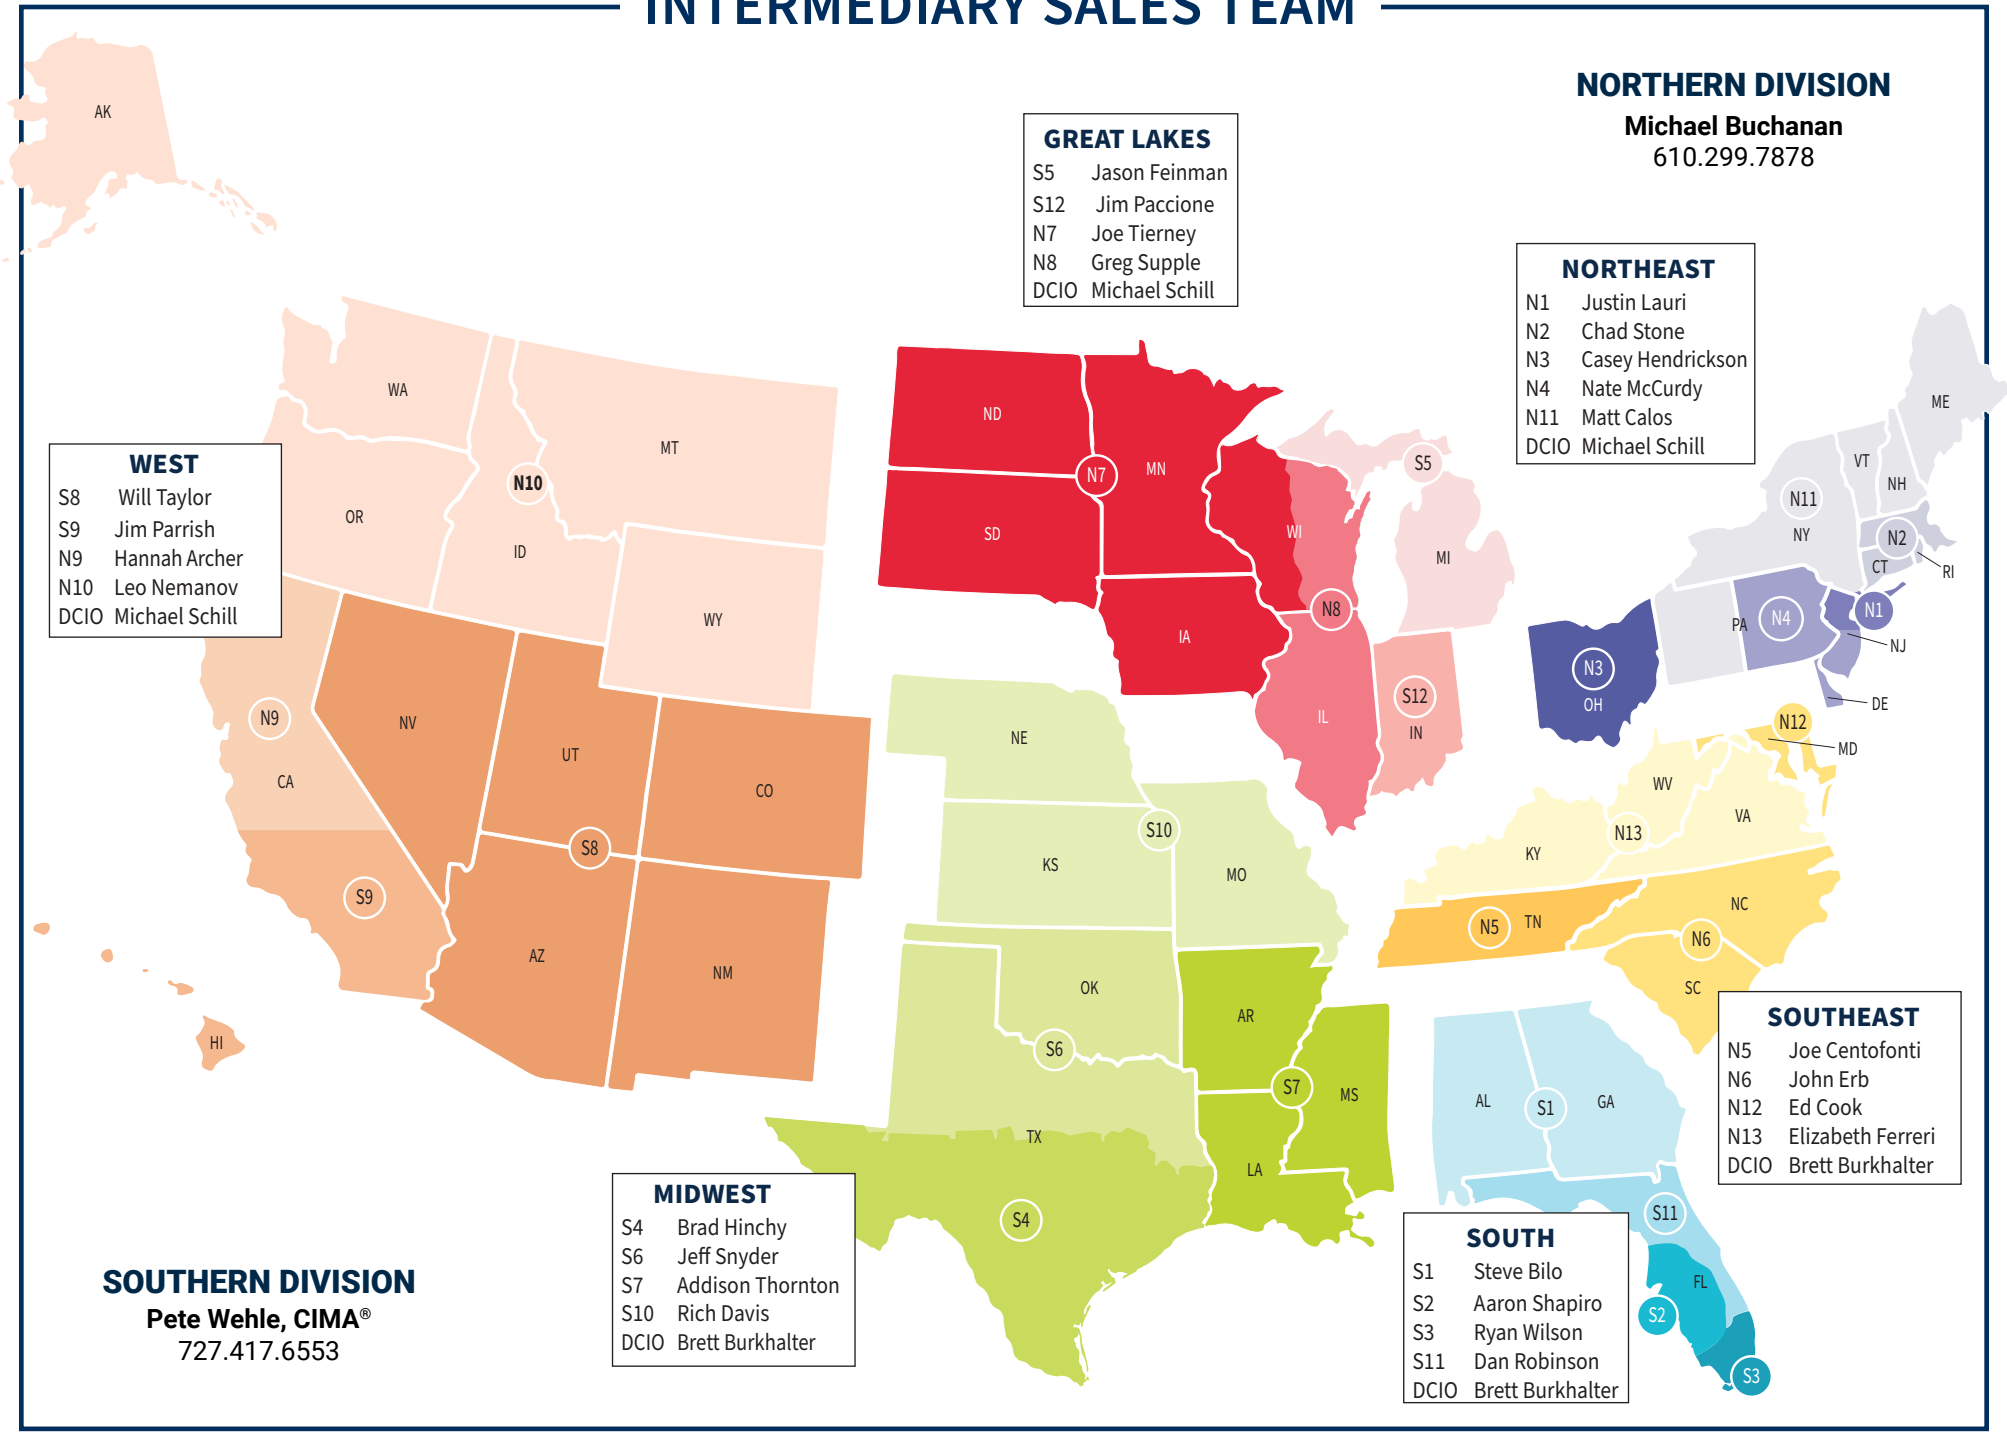 INTERMEDIARY SALES TEAM
NORTHERN DIVISION
Michael Buchanan
610.299.7878
GREAT LAKES
S5 Jason Feinman
S12 Jim Paccione
N7 Joe Tierney
N8 Greg Supple
DCIO Michael Schill
NORTHEAST
N1 Justin Lauri
N2 Chad Stone
N3 Casey Hendrickson
N4 Nate McCurdy
N11 Matt Calos
DCIO Michael Schill
WEST
S8 Will Taylor
S9 Jim Parrish
N9 Hannah Archer
N10 Leo Nemanov
DCIO Michael Schill
AK
WA
MT
OR
N10
ID
WY
N9
CA
NV
UT
CO
S8
S9
AZ
NM
HI
ND
MN
N7
SD
WI
S5
MI
IA
N8
IL
S12
IN
NE
S10
KS
MO
OK
AR
S6
S7
MS
TX
LA
S4
ME
VT
NH
N11
NY
N2
CT
RI
N1
PA
N4
NJ
N3
OH
DE
N12
MD
WV
VA
N13
KY
NC
N5
TN
N6
SC
AL
S1
GA
S11
FL
S2
S3
SOUTHEAST
N5 Joe Centofonti
N6 John Erb
N12 Ed Cook
N13 Elizabeth Ferreri
DCIO Brett Burkhalter
MIDWEST
S4 Brad Hinchy
S6 Jeff Snyder
S7 Addison Thornton
S10 Rich Davis
DCIO Brett Burkhalter
SOUTH
S1 Steve Bilo
S2 Aaron Shapiro
S3 Ryan Wilson
S11 Dan Robinson
DCIO Brett Burkhalter
SOUTHERN DIVISION
Pete Wehle, CIMA®
727.417.6553